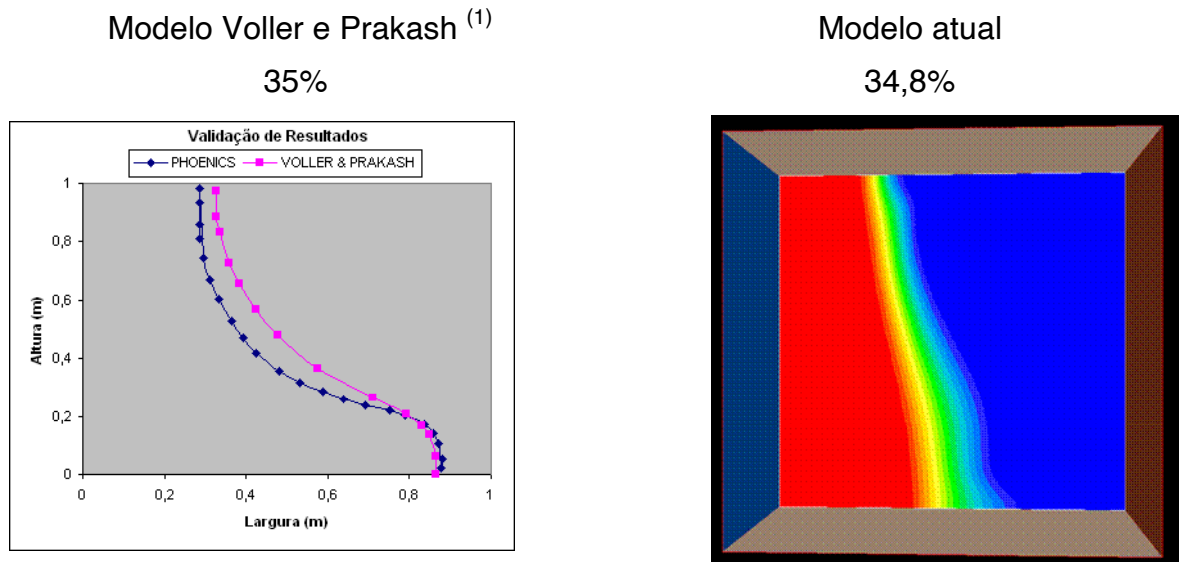 Modelo Voller e Prakash (1)
35%
Modelo atual
34,8%
Validação de Resultados
PHOENICS VOLLER & PRAKASH
1
0,8
0,6
0,4
0,2
0
Altura (m)
0 0,2 0,4 0,6 0,8 1
Largura (m)